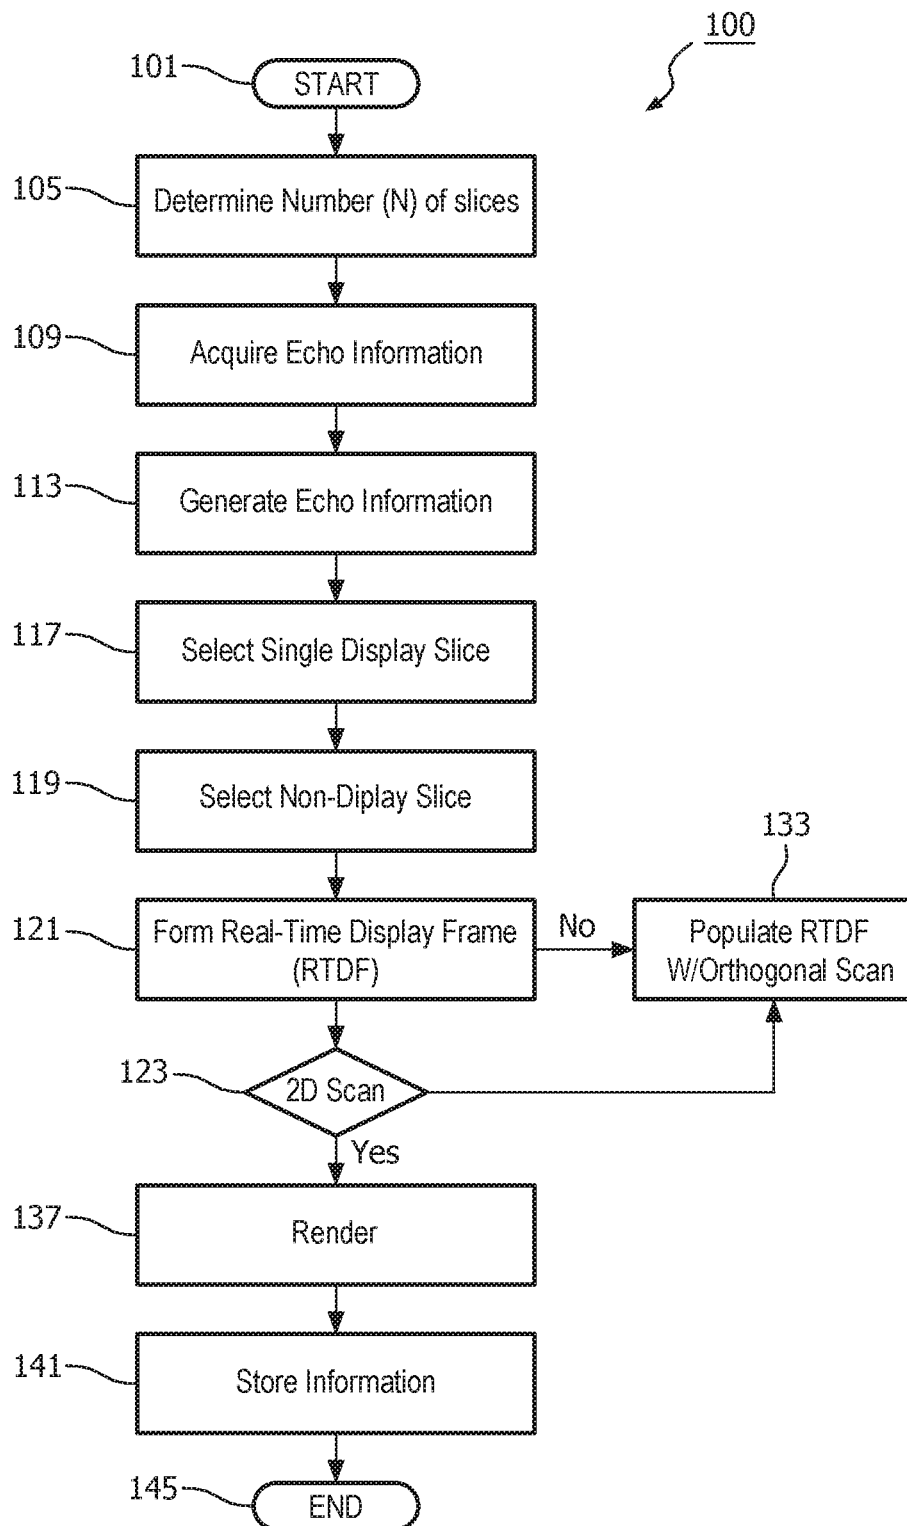 100
101
START
105
Determine Number (N) of slices
109
Acquire Echo Information
113
Generate Echo Information
117
Select Single Display Slice
119
Select Non-Diplay Slice
133
121
Form Real-Time Display Frame
(RTDF)
No
Populate RTDF
W/Orthogonal Scan
123
2D Scan
Yes
137
Render
141
Store Information
145
END